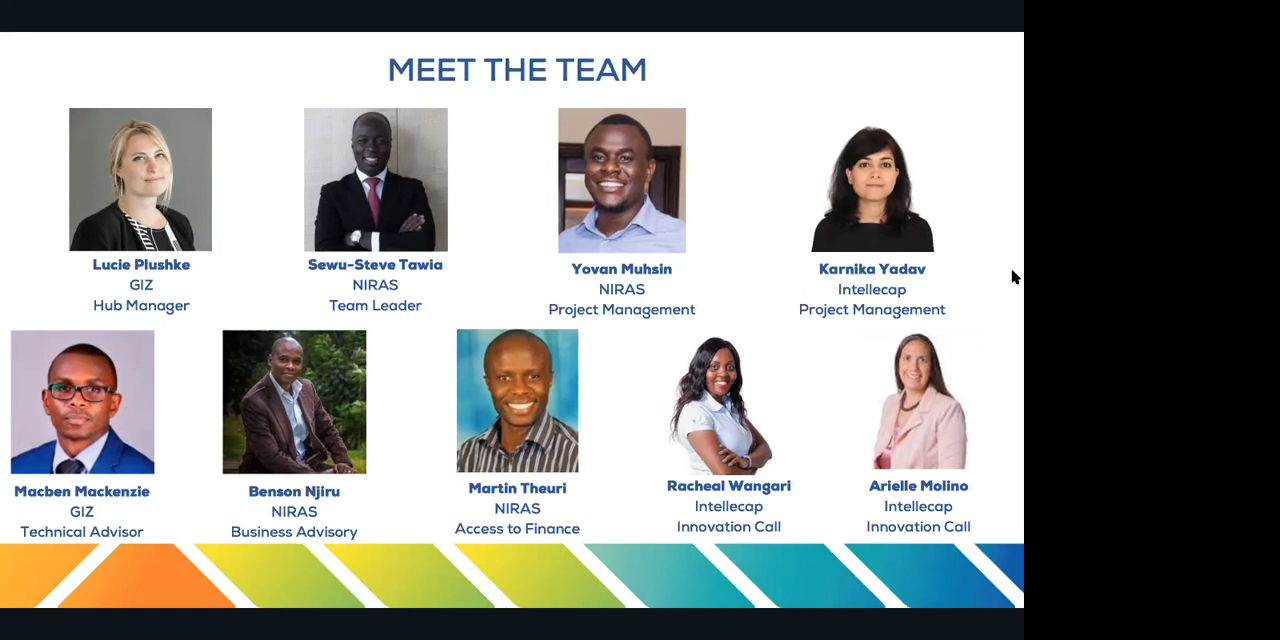 MEET THE TEAM
Lucie Plushke
GIZ
Hub Manager
Sewu-Steve Tawia
NIRAS
Team Leader
Yovan Muhsin
NIRAS
Project Management
Karnika Yadav
Intellecap
Project Management
Macben Mackenzie
GIZ
Technical Advisor
Benson Njiru
NIRAS
Business Advisory
Martin Theuri
NIRAS
Access to Finance
Racheal Wangari
Intellecap
Innovation Call
Arielle Molino
Intellecap
Innovation Call